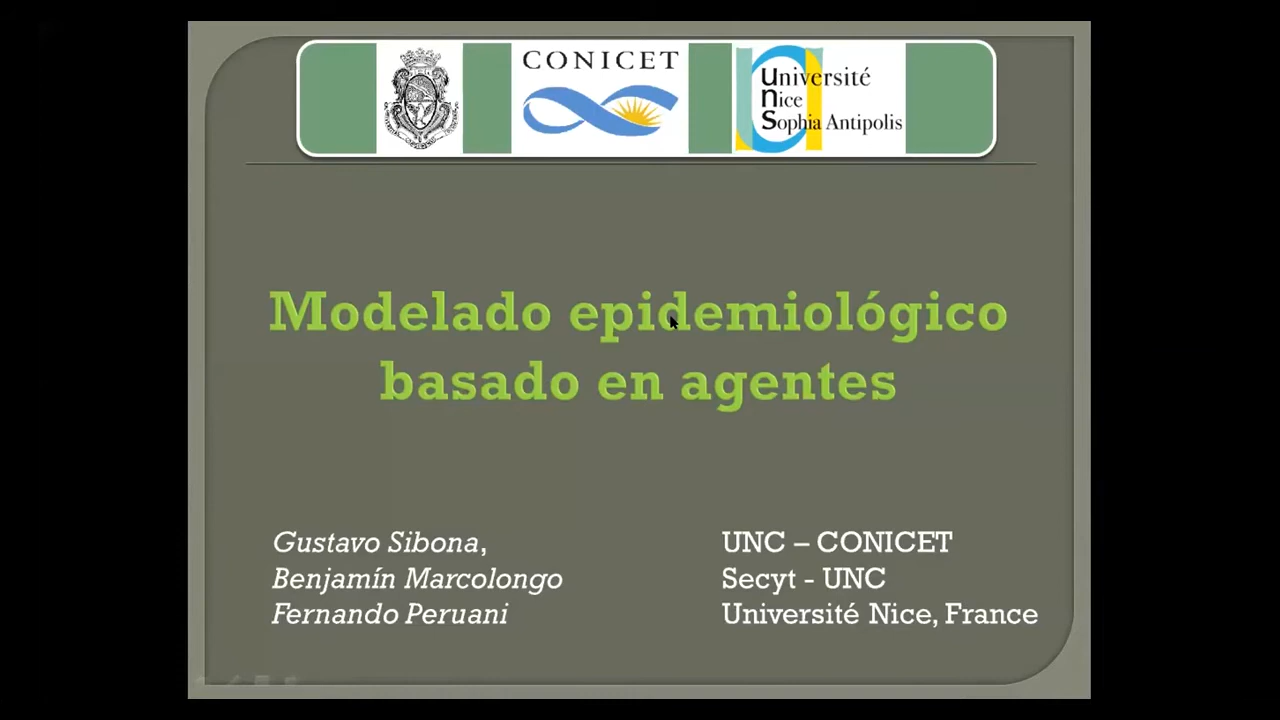 CONICET
Université
Nice
Sophia Antipolis
Modelado epidemiológico
basado en agentes
Gustavo Sibona, UNC – CONICET
Benjamín Marcolongo Secyt - UNC
Fernando Peruani Université Nice, France